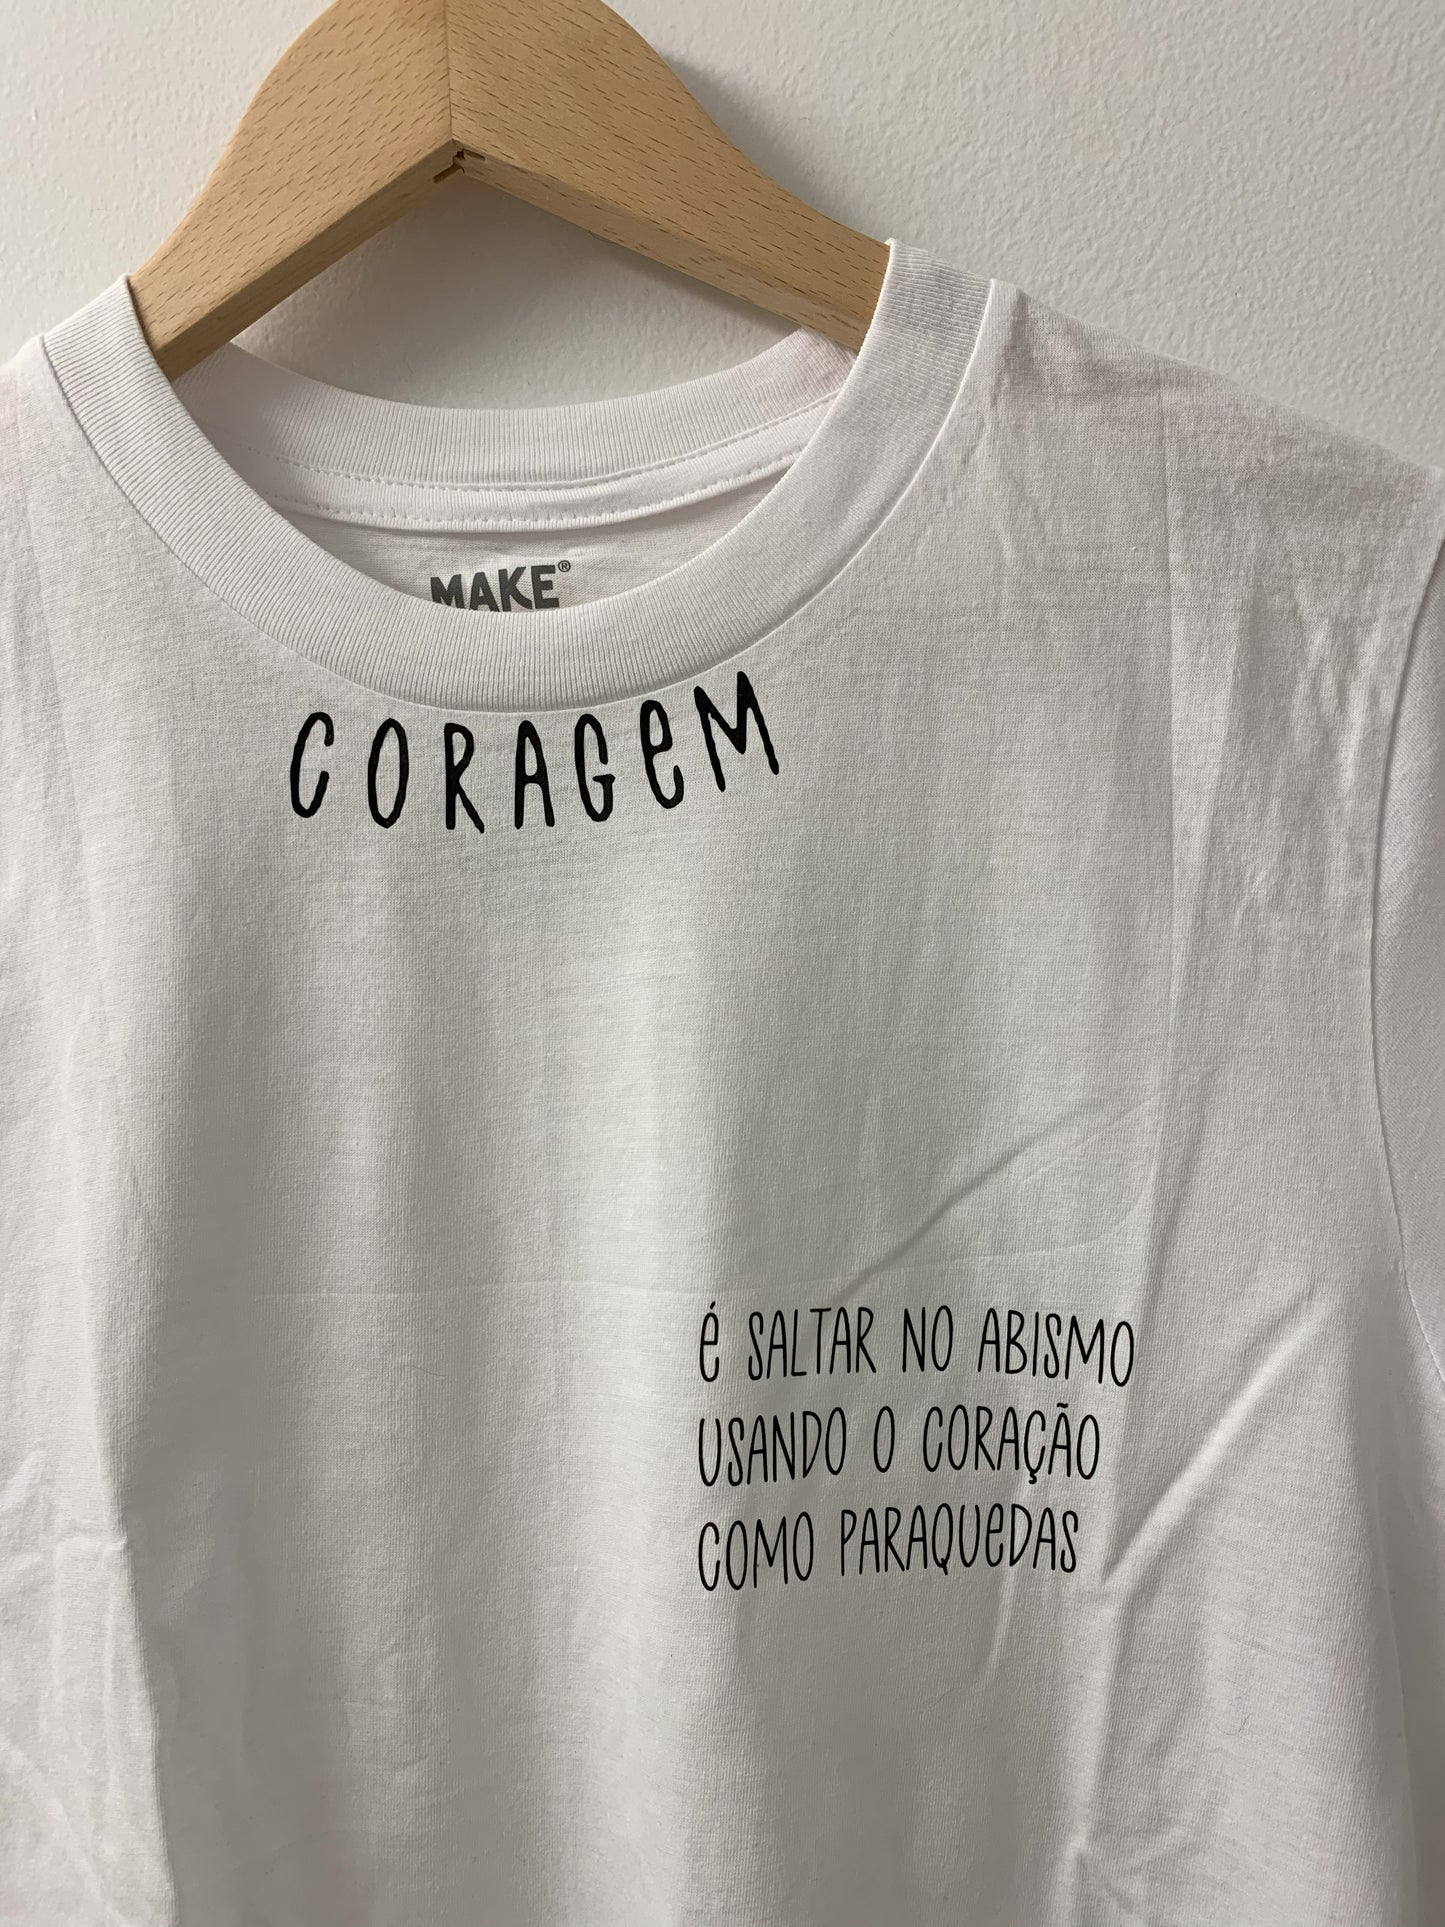 MAKE®
CORAGeM
é SALTAR NO ABISMO
USANDO O CORAÇÃO
COMO PARAQUeDAS